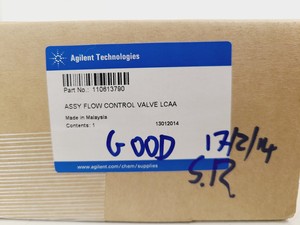 Agilent Technologies
Part No.: 110613790
ASSY FLOW CONTROL VALVE LCAA
Made in Malaysia
Contents: 1 13012014
GOOD
17/2/14
S.R
www.agilent.com/chem/supplies